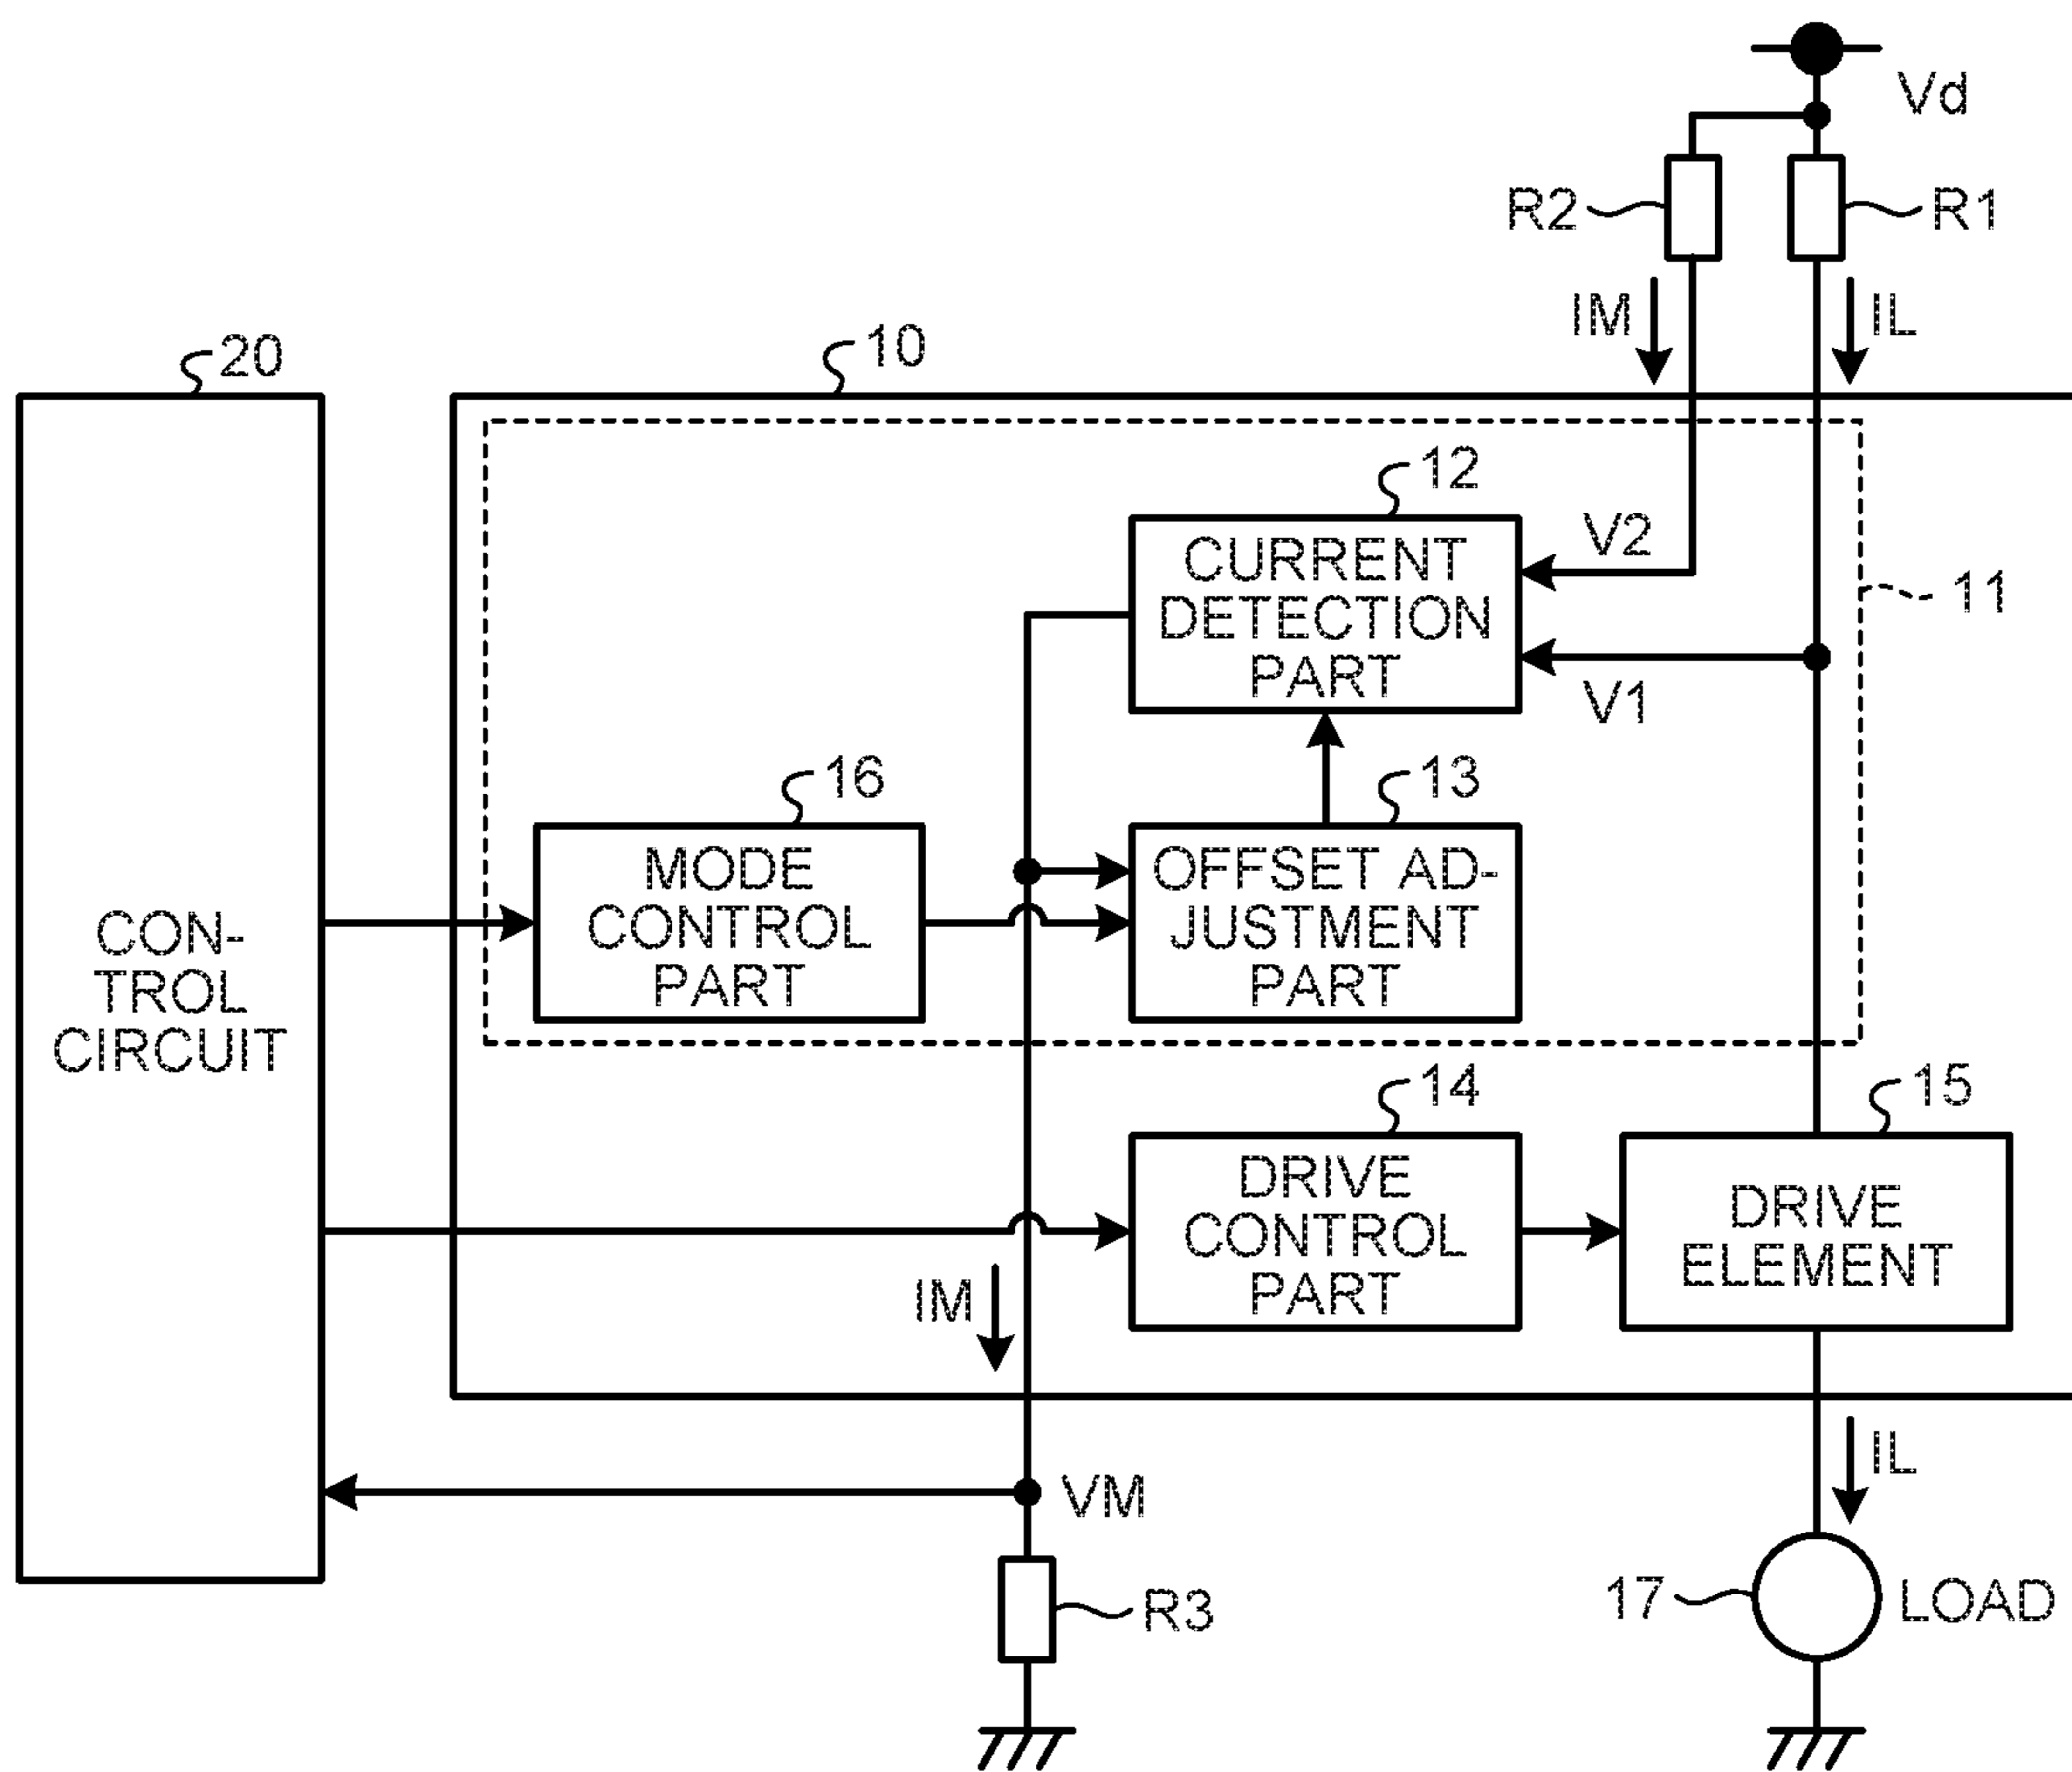 Vd
R2
R1
IM
IL
20
10
12
CURRENT
DETECTION
PART
V2
V1
11
16
13
MODE
CONTROL
PART
OFFSET AD-
JUSTMENT
PART
CON-
TROL
CIRCUIT
14
15
DRIVE
CONTROL
PART
DRIVE
ELEMENT
IM
IL
VM
R3
17
LOAD